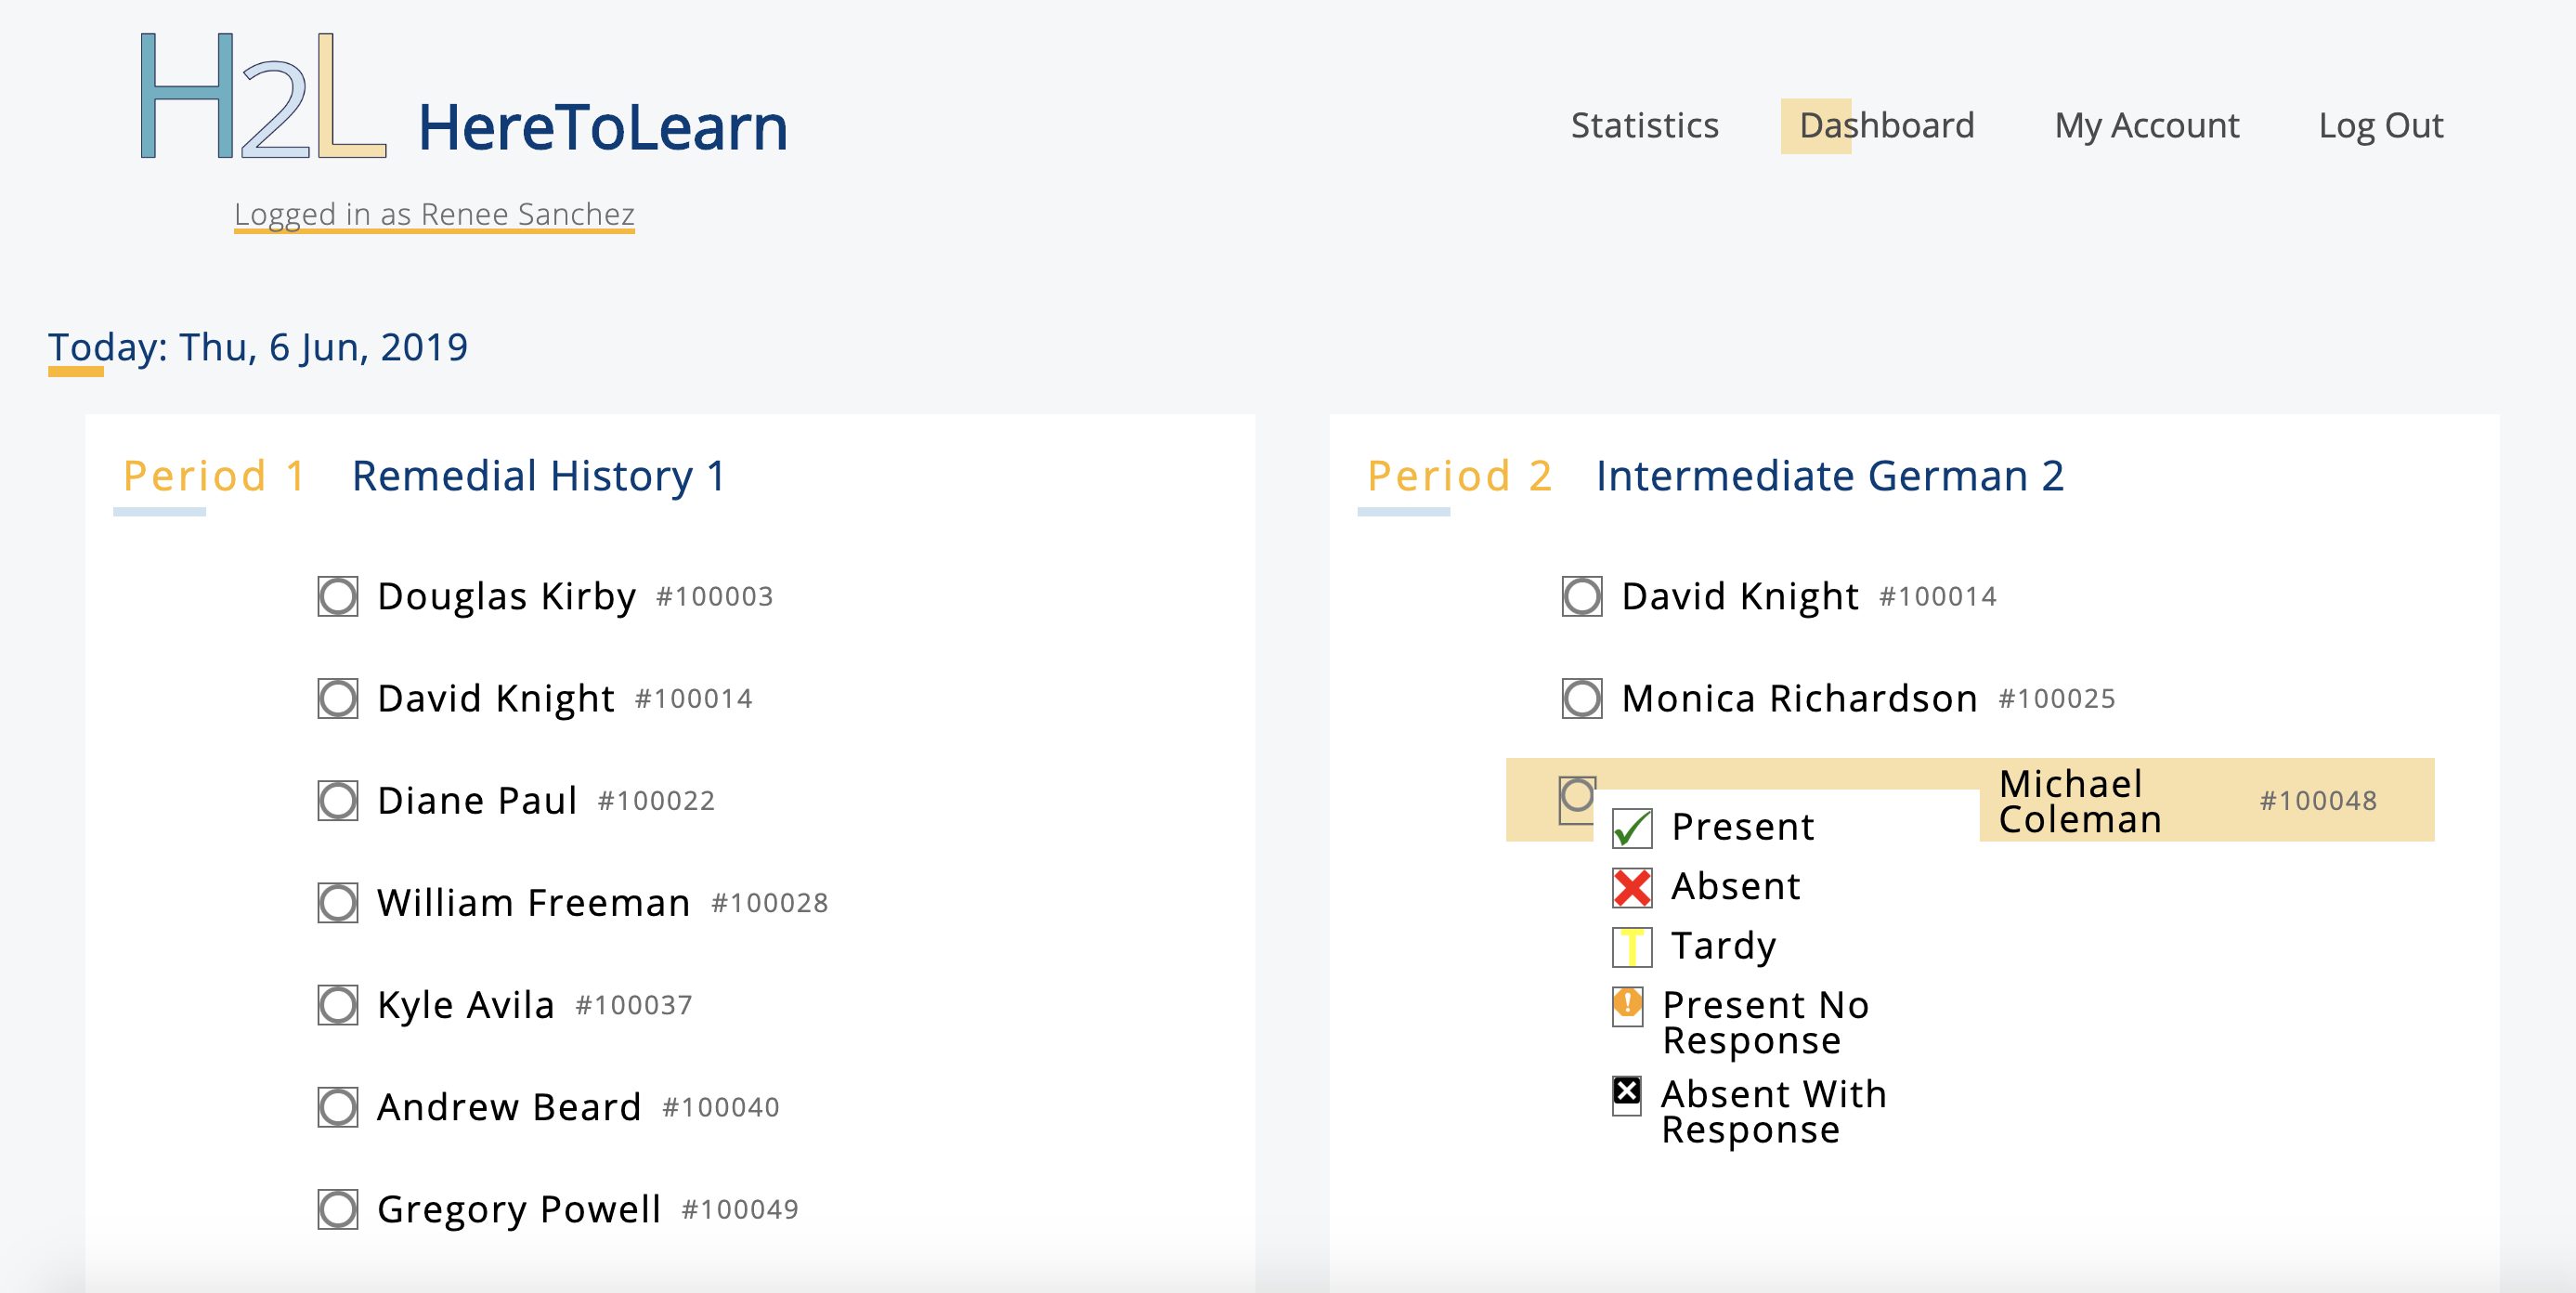 H2L HereToLearn
Statistics Dashboard My Account Log Out
Logged in as Renee Sanchez
Today: Thu, 6 Jun, 2019
Period 1 Remedial History 1
Douglas Kirby #100003
David Knight #100014
Diane Paul #100022
William Freeman #100028
Kyle Avila #100037
Andrew Beard #100040
Gregory Powell #100049
Period 2 Intermediate German 2
David Knight #100014
Monica Richardson #100025
Michael
Coleman #100048
Present
Absent
T Tardy
! Present No
Response
Absent With
Response